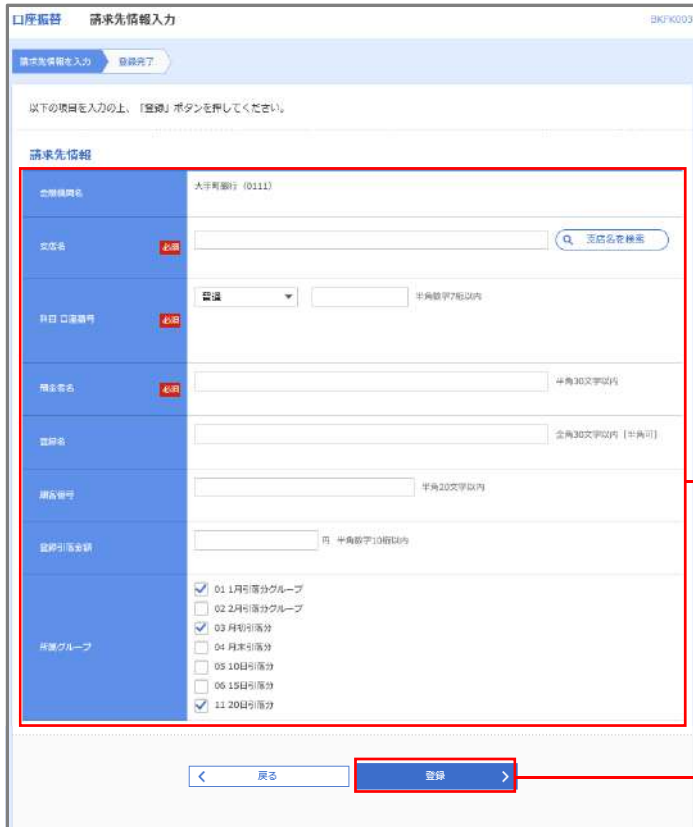 口座振替 請求先情報入力 BKFK003
請求先情報を入力 登録完了
以下の項目を入力の上、「登録」ボタンを押してください。
請求先情報
金融機関名 大手町銀行（0111）
支店名 必須 支店名を検索
科目 口座番号 必須 普通 半角数字7桁以内
預金者名 必須 半角30文字以内
登録名 全角30文字以内［半角可］
顧客番号 半角20文字以内
登録引落金額 円 半角数字10桁以内
所属グループ
01 1月引落分グループ
02 2月引落分グループ
03 月初引落分
04 月末引落分
05 10日引落分
06 15日引落分
11 20日引落分
戻る 登録